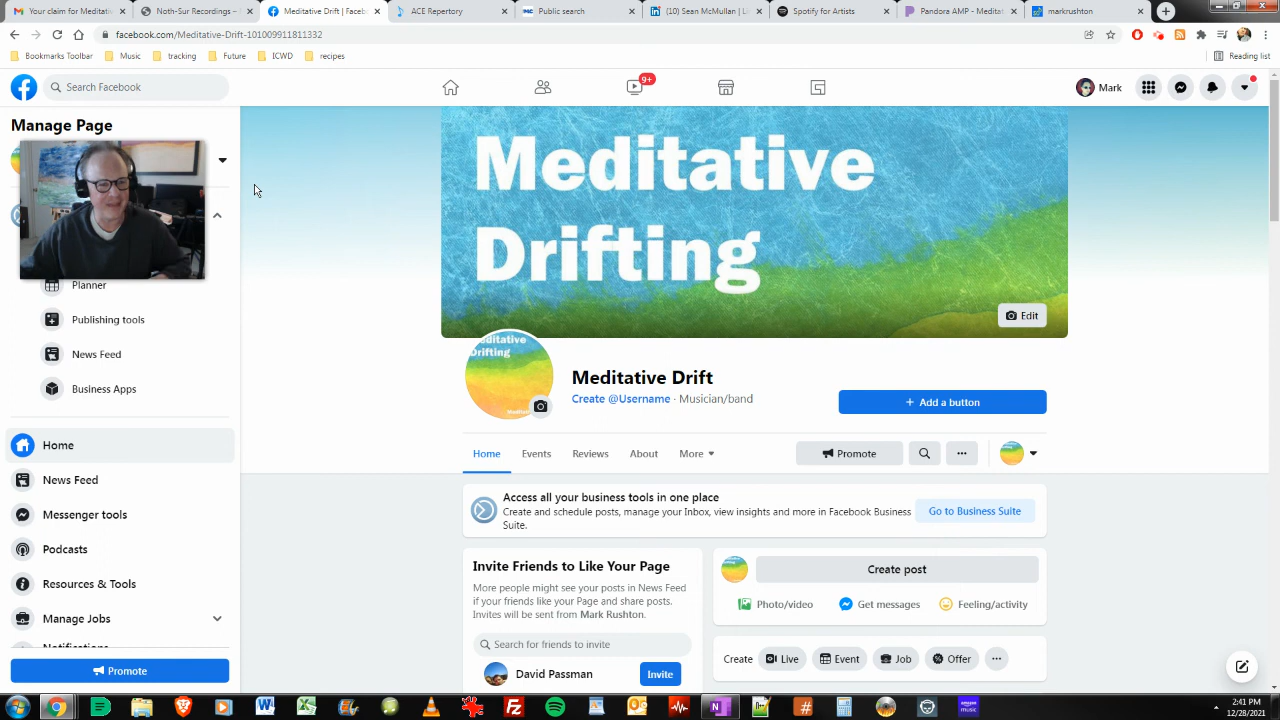 Your claim for Meditativ
Noth-Sur Recordings –
Meditative Drift | Faceb
ACE Repertory
Public search
(10) Sean McMullan | Li
Spotify for Artists
Pandora AMP - Meditat
markrushton
facebook.com/Meditative-Drift-101009911811332
Bookmarks Toolbar
Music
tracking
Future
ICWD
recipes
Reading list
Search Facebook
9+
Mark
Manage Page
Planner
Publishing tools
News Feed
Business Apps
Home
News Feed
Messenger tools
Podcasts
Resources & Tools
Manage Jobs
Notifications
Promote
Meditative
Drifting
Edit
Meditative Drift
Create @Username · Musician/band
+ Add a button
Home
Events
Reviews
About
More
Promote
Access all your business tools in one place
Create and schedule posts, manage your Inbox, view insights and more in Facebook Business
Suite.
Go to Business Suite
Invite Friends to Like Your Page
More people might see your posts in News Feed
if your friends like your Page and share posts.
Invites will be sent from Mark Rushton.
Search for friends to invite
David Passman
Invite
Create post
Photo/video
Get messages
Feeling/activity
Create
Live
Event
Job
Offer
2:41 PM
12/28/2021